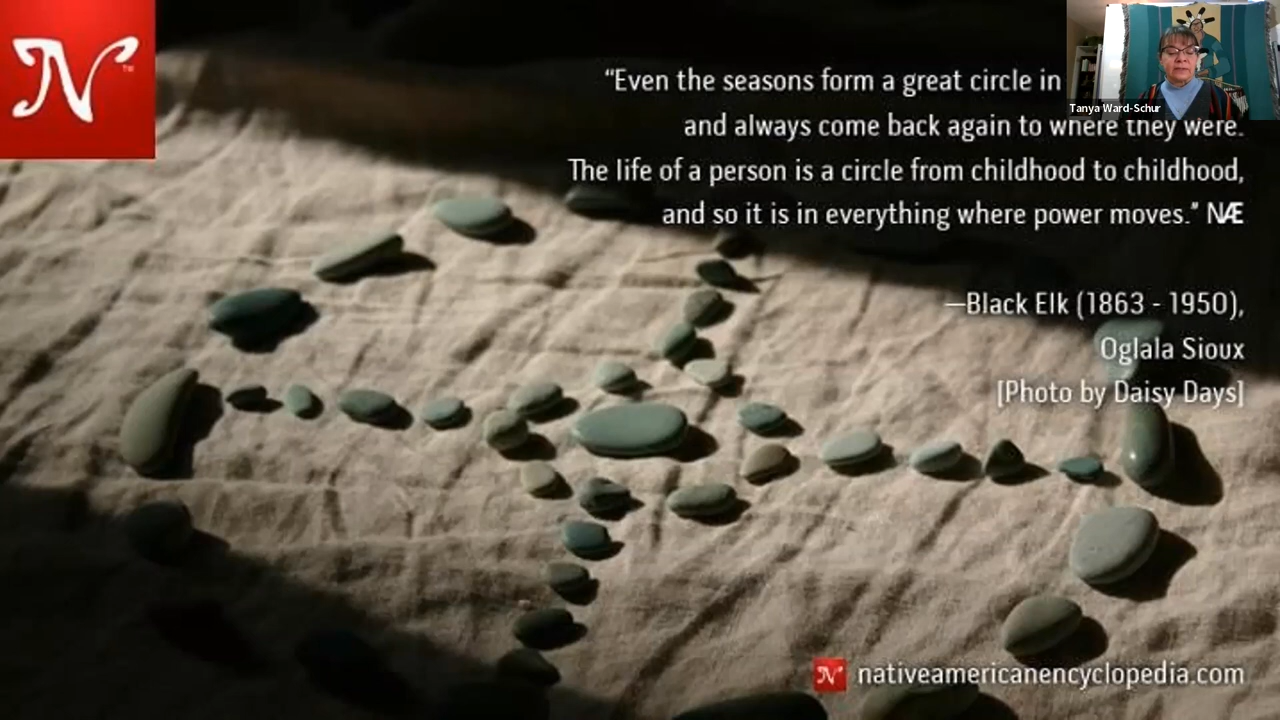 N™
Tanya Ward-Schur
“Even the seasons form a great circle in
and always come back again to where they were.
The life of a person is a circle from childhood to childhood,
and so it is in everything where power moves.” NÆ
—Black Elk (1863 - 1950),
Oglala Sioux
[Photo by Daisy Days]
N nativeamericanencyclopedia.com